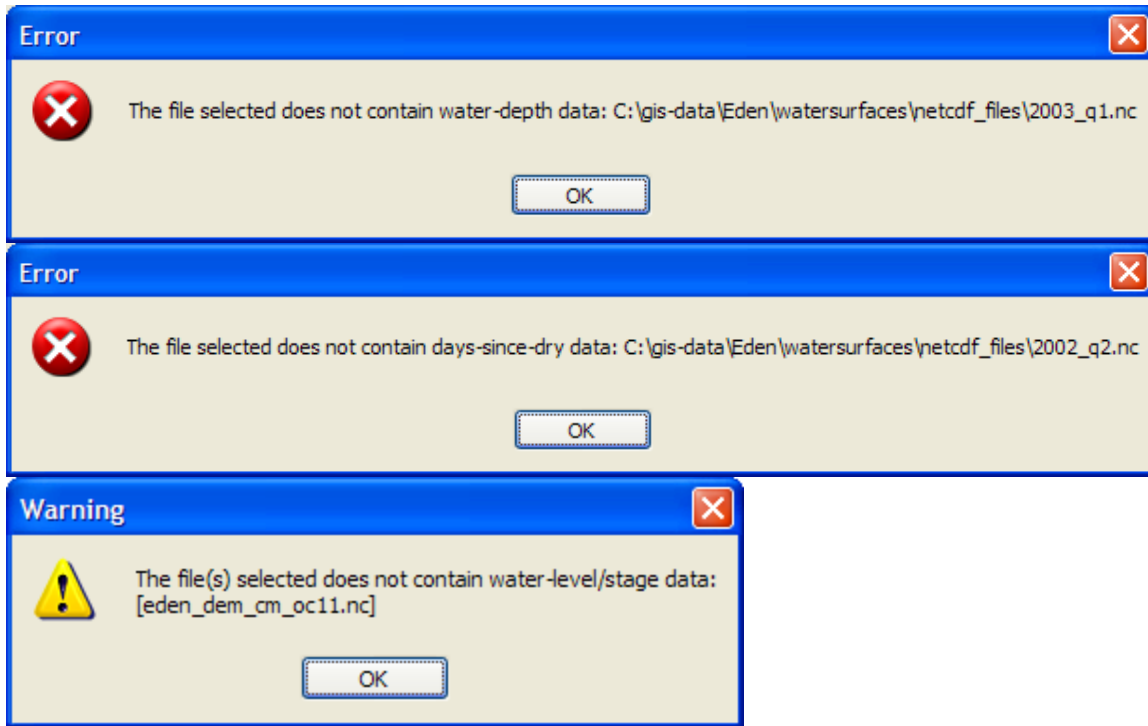 Error
The file selected does not contain water-depth data: C:\gis-data\Eden\watersurfaces\netcdf_files\2003_q1.nc
OK
Error
The file selected does not contain days-since-dry data: C:\gis-data\Eden\watersurfaces\netcdf_files\2002_q2.nc
OK
Warning
The file(s) selected does not contain water-level/stage data:
[eden_dem_cm_oc11.nc]
OK